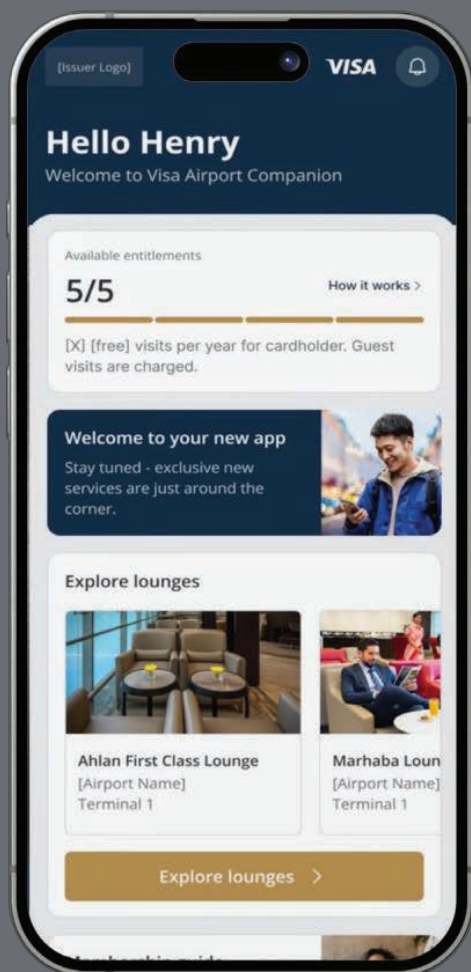 [Issuer Logo]
VISA
Hello Henry
Welcome to Visa Airport Companion
Available entitlements
5/5
How it works >
[X] [free] visits per year for cardholder. Guest
visits are charged.
Welcome to your new app
Stay tuned - exclusive new
services are just around the
corner.
Explore lounges
Ahlan First Class Lounge
[Airport Name]
Terminal 1
Marhaba Loun
[Airport Name]
Terminal 1
Explore lounges >